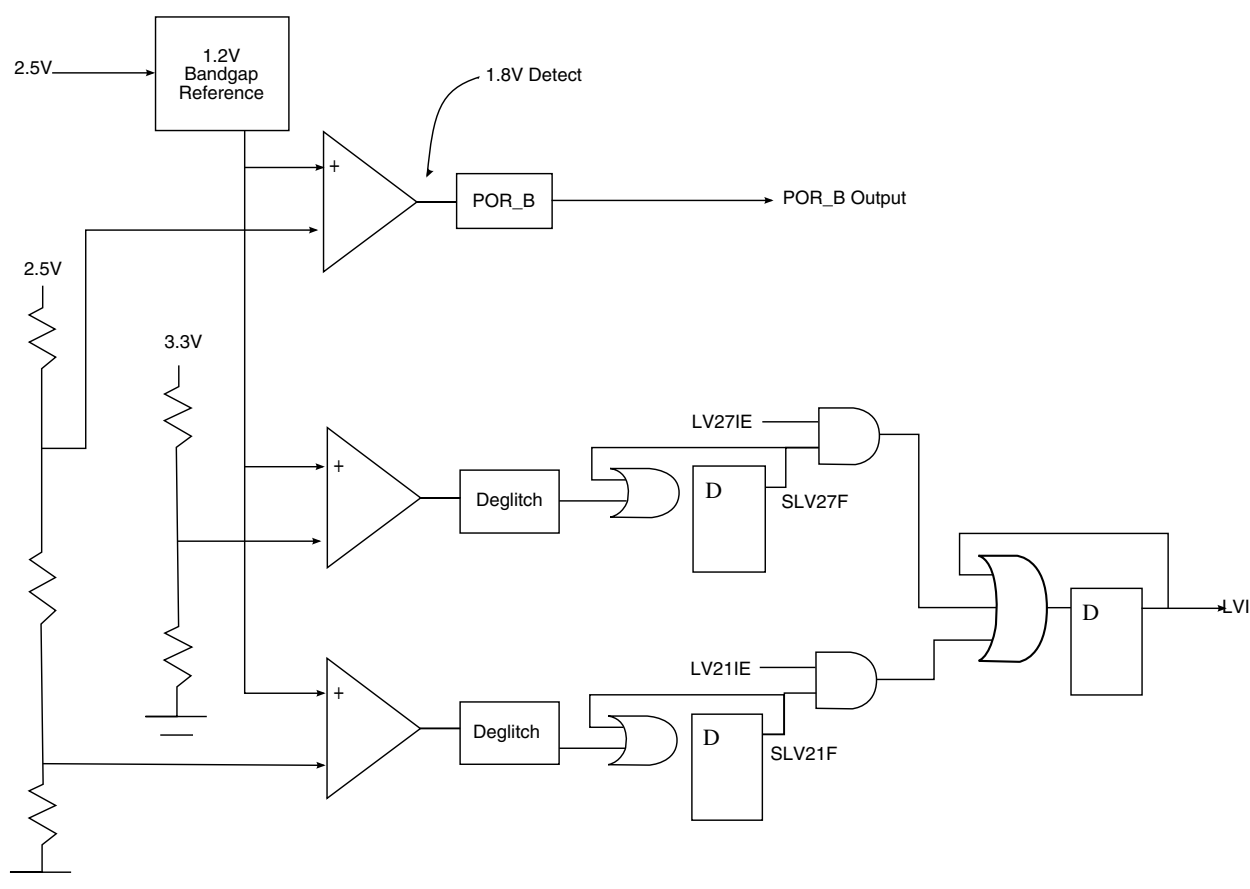 2.5V
1.2V
Bandgap
Reference
1.8V Detect
+
POR_B
POR_B Output
2.5V
3.3V
LV27IE
+
Deglitch
D
SLV27F
D
LVI
LV21IE
+
Deglitch
D
SLV21F